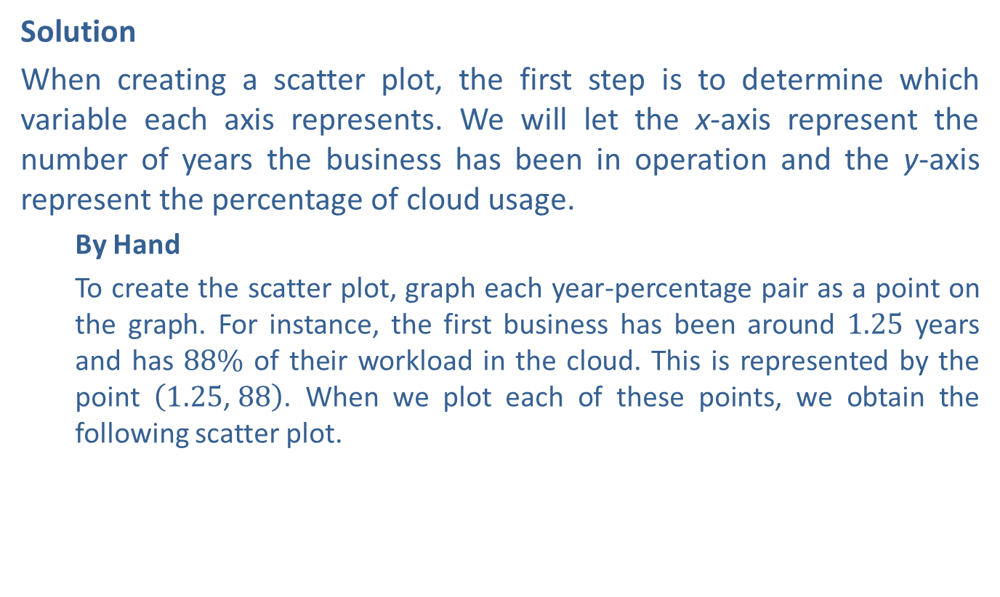 Solution
When creating a scatter plot, the first step is to determine which
variable each axis represents. We will let the x-axis represent the
number of years the business has been in operation and the y-axis
represent the percentage of cloud usage.
By Hand
To create the scatter plot, graph each year-percentage pair as a point on
the graph. For instance, the first business has been around 1.25 years
and has 88% of their workload in the cloud. This is represented by the
point (1.25, 88). When we plot each of these points, we obtain the
following scatter plot.